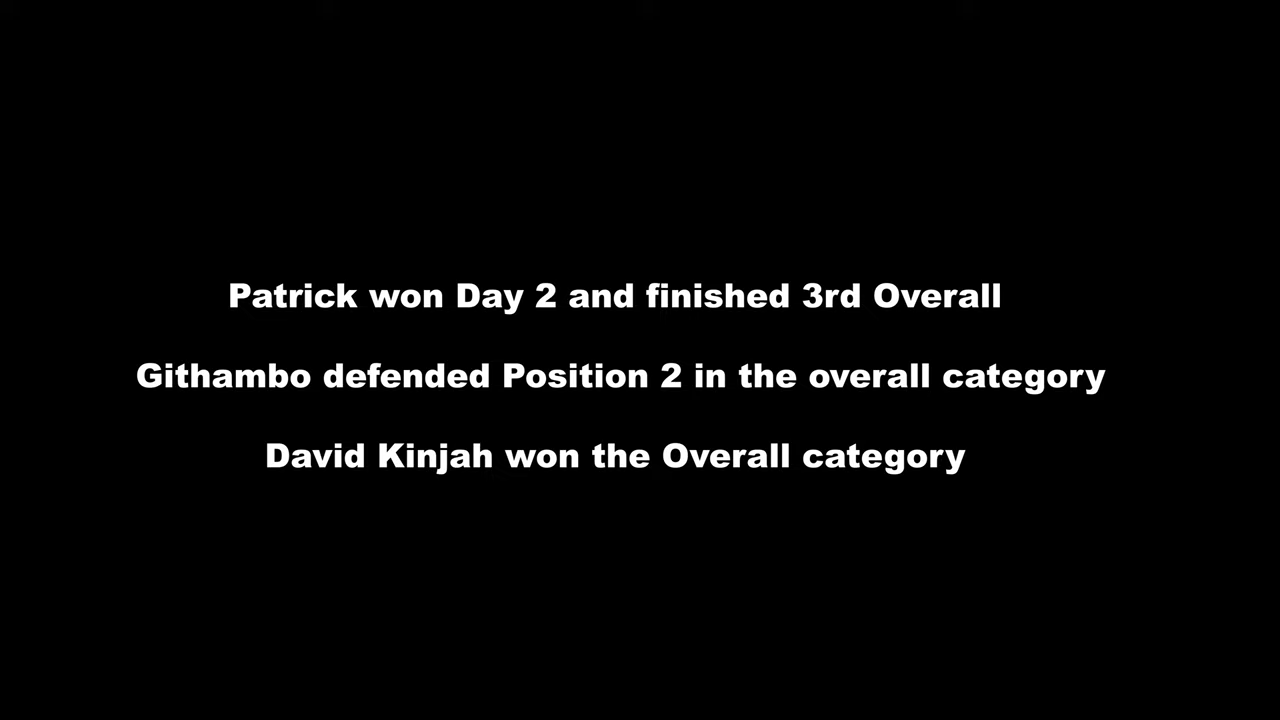 Patrick won Day 2 and finished 3rd Overall
Githambo defended Position 2 in the overall category
David Kinjah won the Overall category